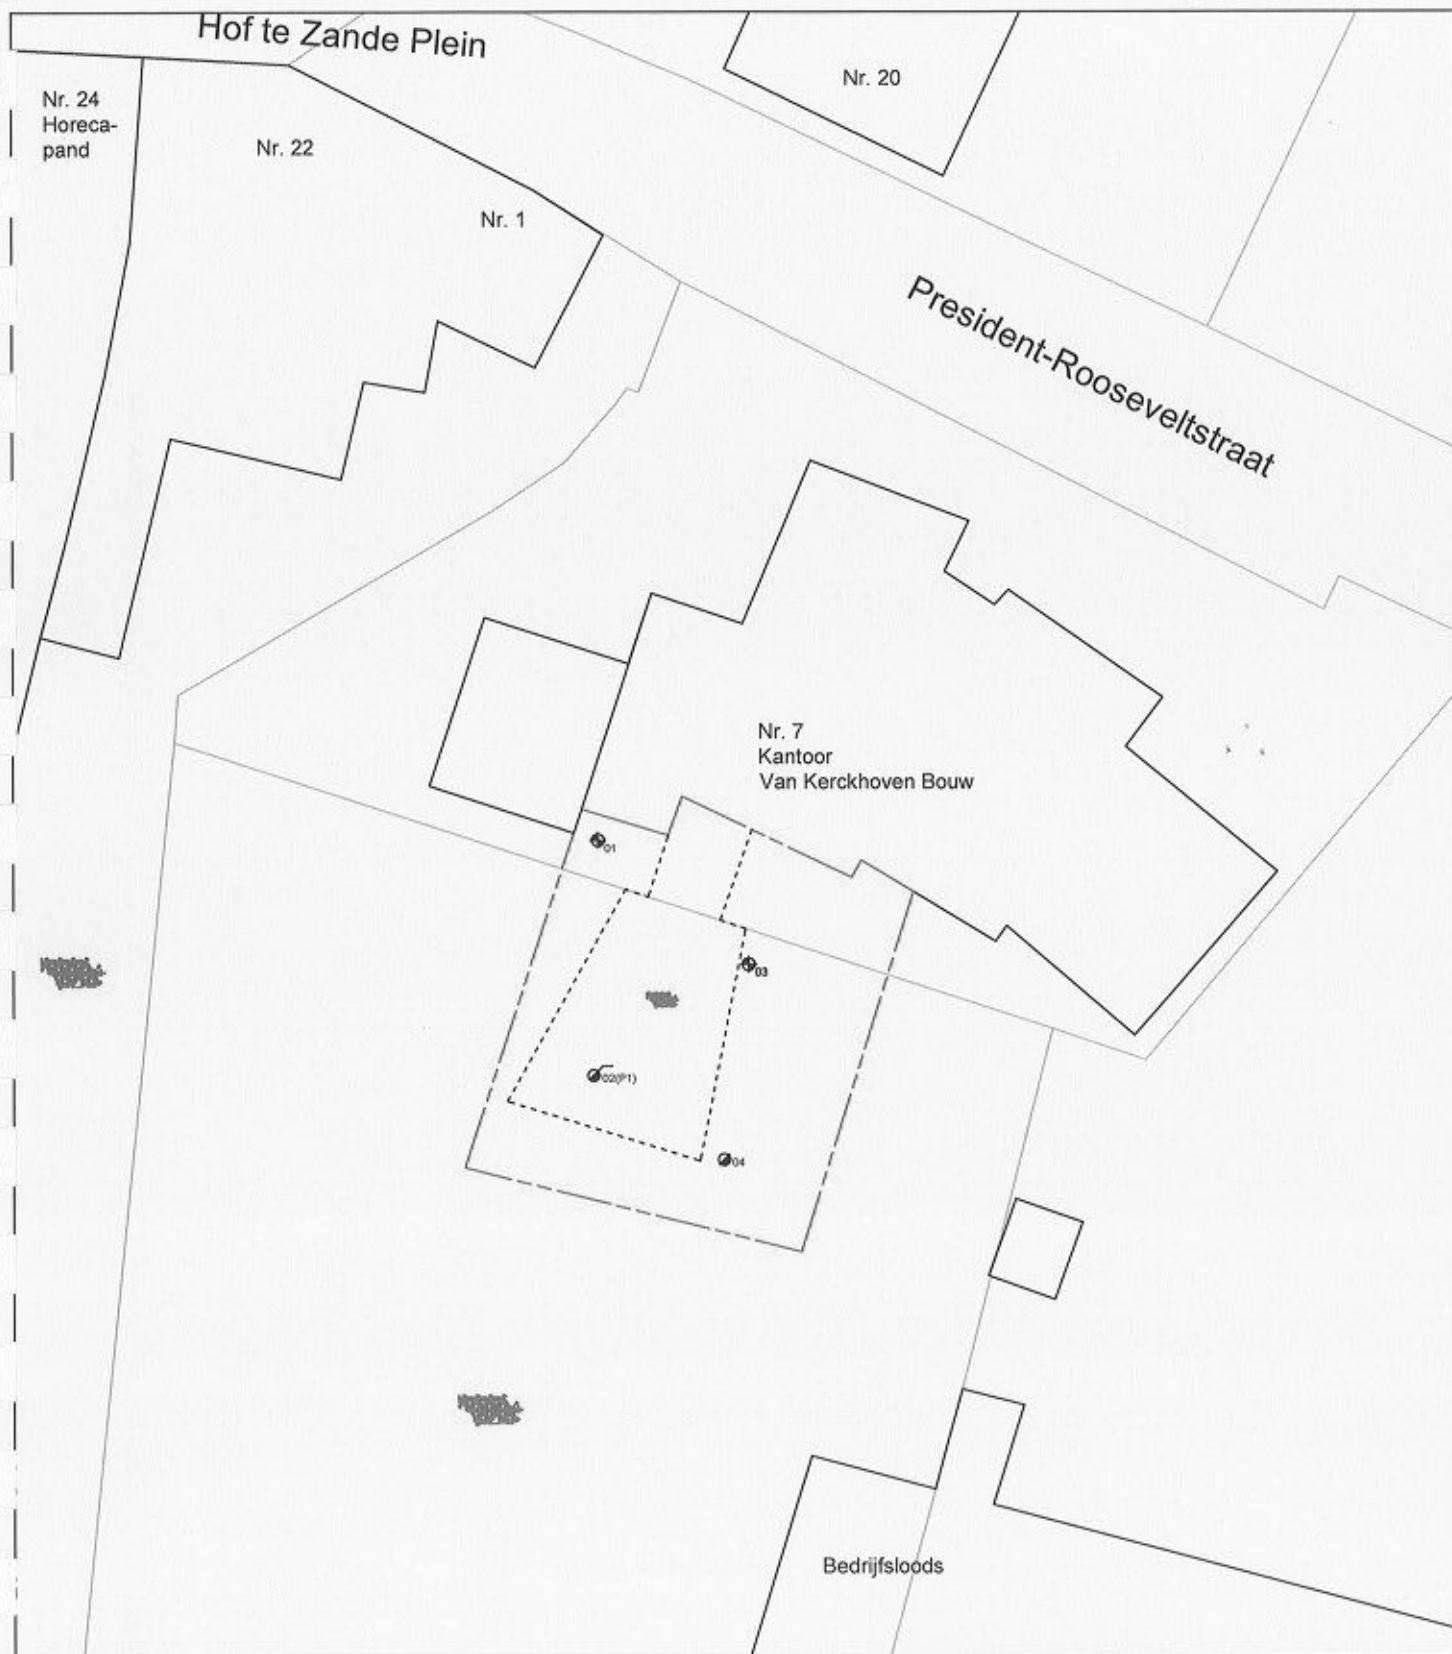 Hof te Zande Plein
Nr. 24
Horeca-
pand
Nr. 22
Nr. 20
Nr. 1
President-Rooseveltstraat
Nr. 7
Kantoor
Van Kerckhoven Bouw
01
03
02(P1)
04
Bedrijfsloods